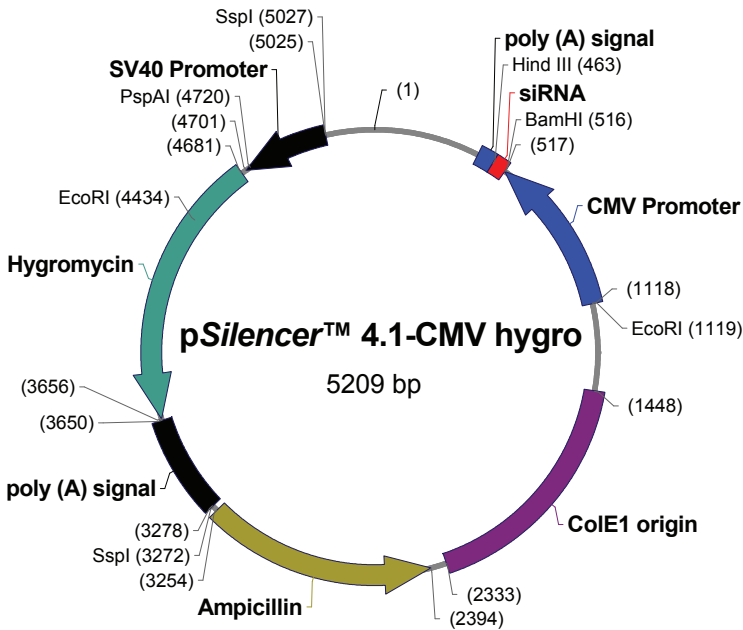 SspI (5027)
(5025)
SV40 Promoter
PspAI (4720)
(4701)
(4681)
EcoRI (4434)
Hygromycin
(1)
poly (A) signal
Hind III (463)
siRNA
BamHI (516)
(517)
CMV Promoter
(1118)
EcoRI (1119)
pSilencer™ 4.1-CMV hygro
5209 bp
(3656)
(3650)
poly (A) signal
(3278)
SspI (3272)
(3254)
Ampicillin
(1448)
ColE1 origin
(2333)
(2394)